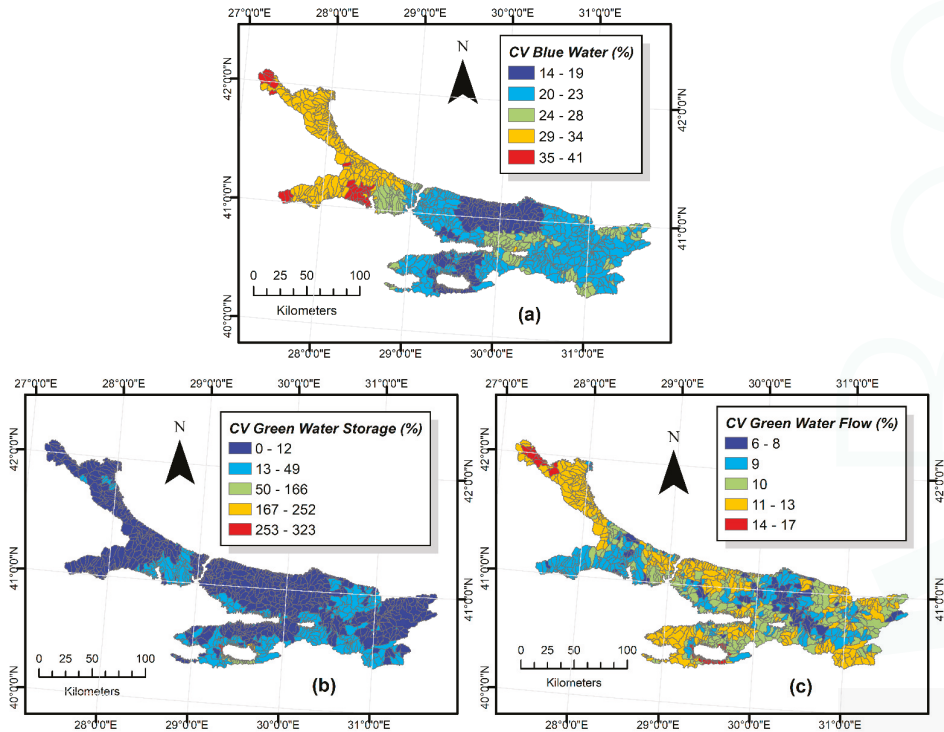 27°0'0"E 28°0'0"E 29°0'0"E 30°0'0"E 31°0'0"E
CV Blue Water (%)
14 - 19
20 - 23
24 - 28
29 - 34
35 - 41
N
42°0'0"N
42°0'0"N
41°0'0"N
41°0'0"N
40°0'0"N
0 25 50 100
Kilometers
(a)
28°0'0"E 29°0'0"E 30°0'0"E 31°0'0"E
27°0'0"E 28°0'0"E 29°0'0"E 30°0'0"E 31°0'0"E
CV Green Water Storage (%)
0 - 12
13 - 49
50 - 166
167 - 252
253 - 323
N
42°0'0"N
42°0'0"N
41°0'0"N
41°0'0"N
40°0'0"N
0 25 50 100
Kilometers
(b)
28°0'0"E 29°0'0"E 30°0'0"E 31°0'0"E
27°0'0"E 28°0'0"E 29°0'0"E 30°0'0"E 31°0'0"E
CV Green Water Flow (%)
6 - 8
9
10
11 - 13
14 - 17
N
42°0'0"N
42°0'0"N
41°0'0"N
41°0'0"N
40°0'0"N
0 25 50 100
Kilometers
(c)
28°0'0"E 29°0'0"E 30°0'0"E 31°0'0"E